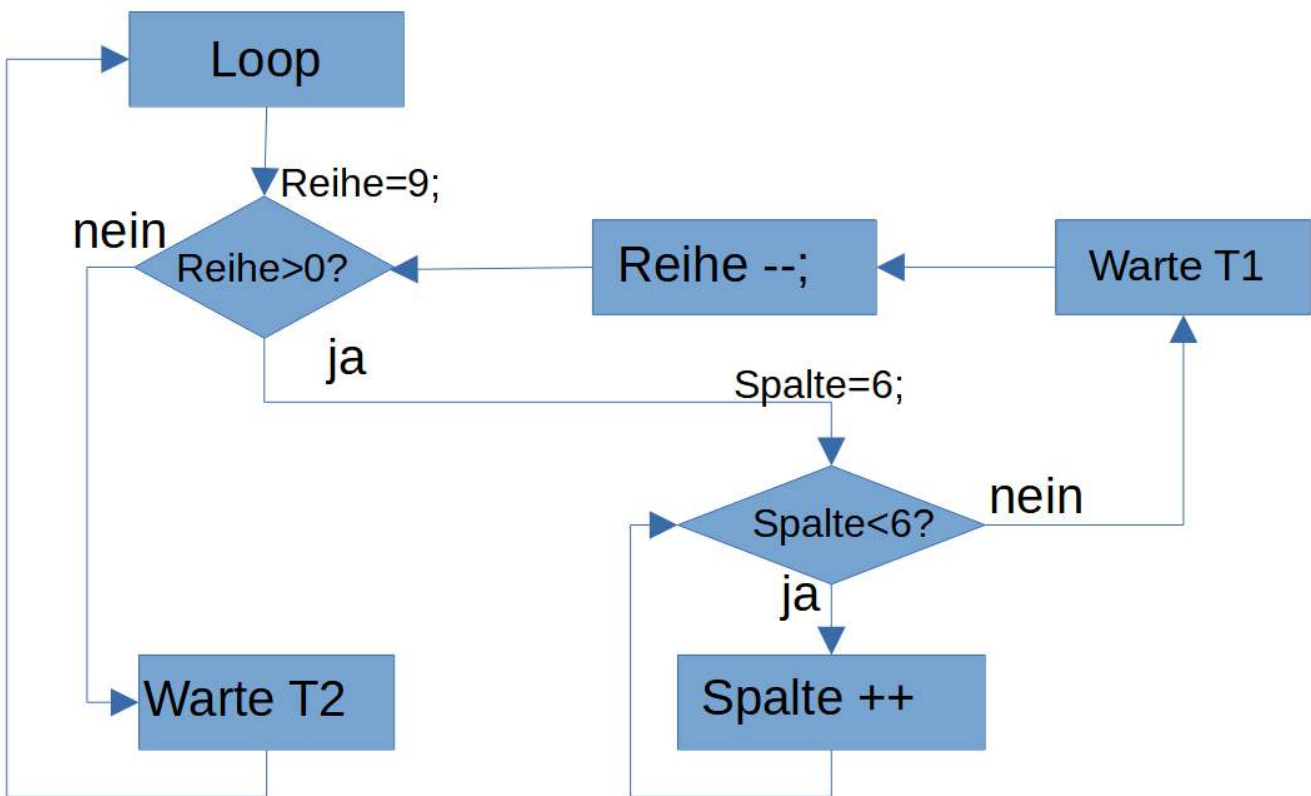 Loop
Reihe=9;
nein
Reihe>0?
Reihe --;
Warte T1
ja
Spalte=6;
Spalte<6?
nein
ja
Warte T2
Spalte ++